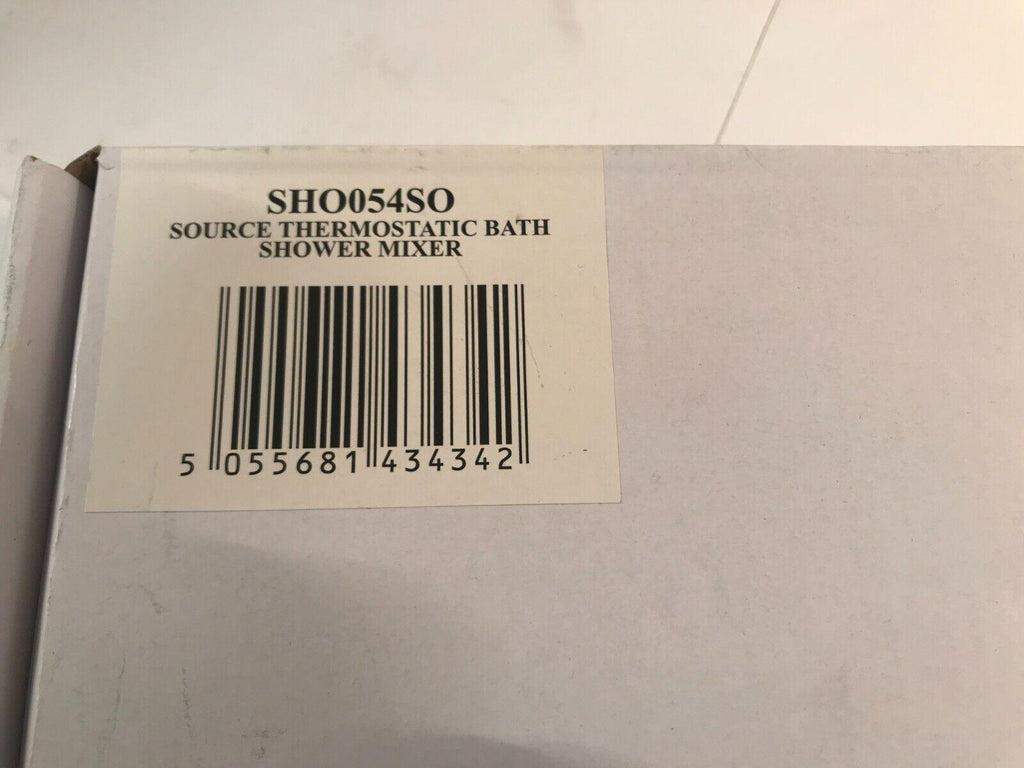 SHO054SO
SOURCE THERMOSTATIC BATH
SHOWER MIXER
5 055681 434342